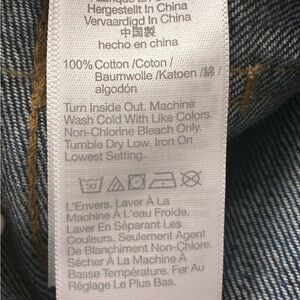 Hergestellt In China
Vervaardigd In China
中国製
hecho en china
100% Cotton /Coton /
Baumwolle /Katoen /綿 /
algodón
Turn Inside Out. Machine
Wash Cold With Like Colors.
Non-Chlorine Bleach Only.
Tumble Dry Low. Iron On
Lowest Setting.
30
L'Envers. Laver À La
Machine À L'eau Froide.
Laver En Séparant Les
Couleurs. Seulement Agent
De Blanchiment Non-Chlore.
Sécher À La Machine À
Basse Température. Fer Au
Réglage Le Plus Bas.